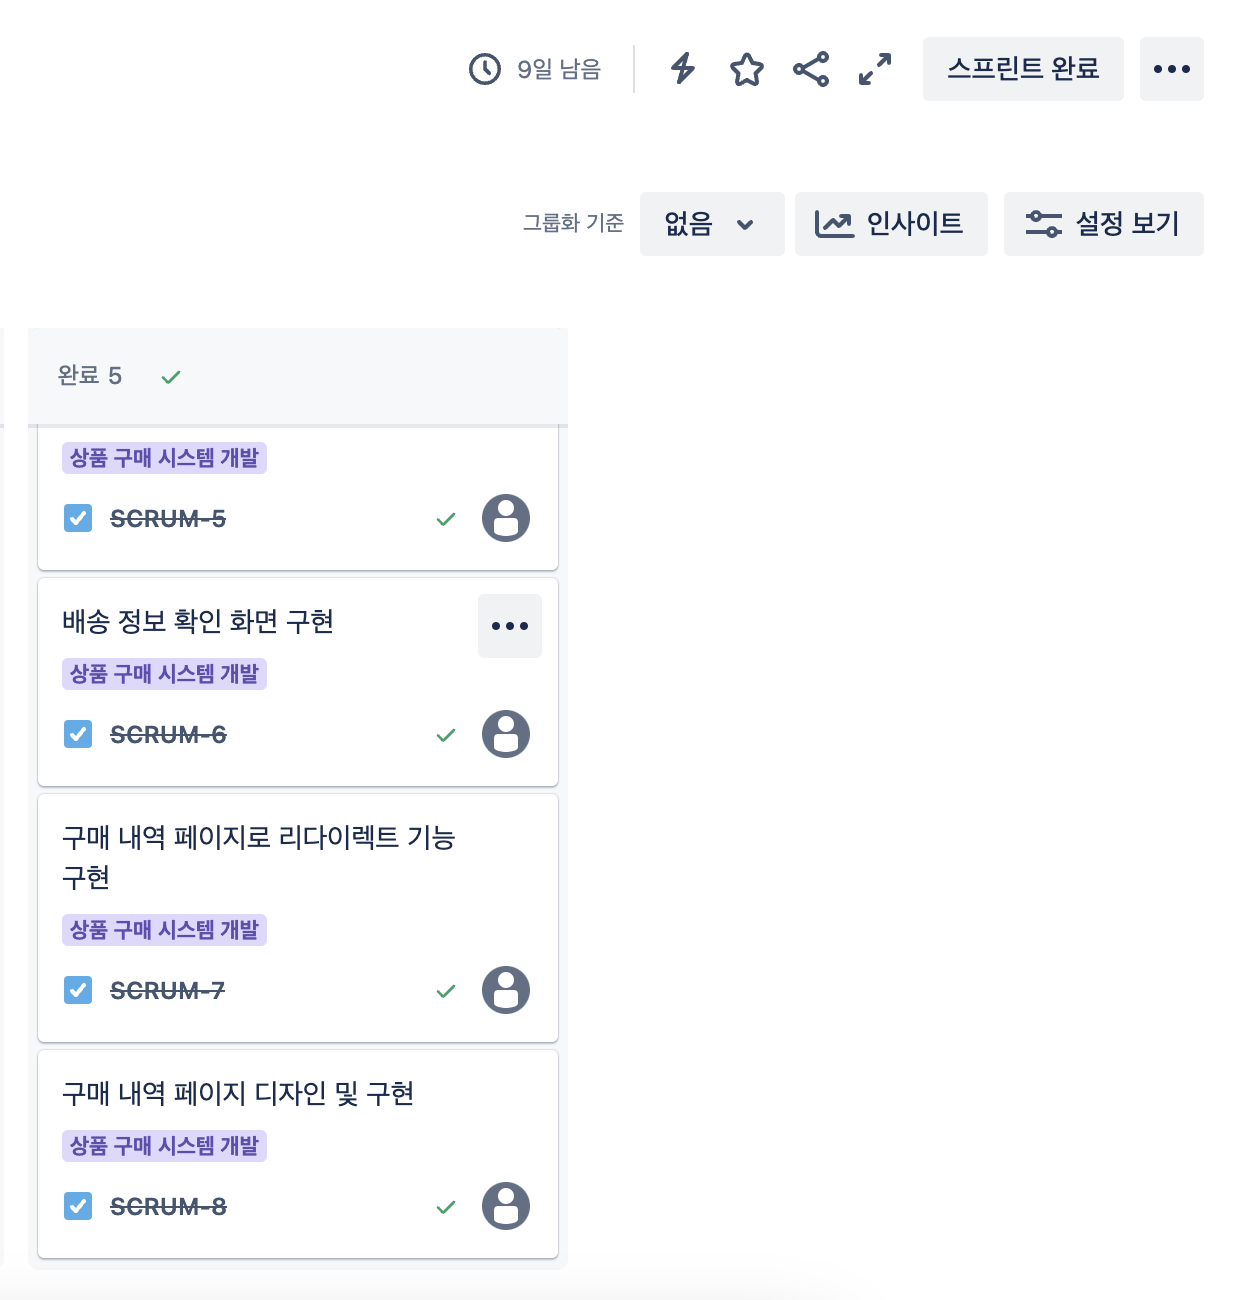 9일 남음
스프린트 완료
그룹화 기준
없음
인사이트
설정 보기
완료 5
상품 구매 시스템 개발
SCRUM-5
배송 정보 확인 화면 구현
상품 구매 시스템 개발
SCRUM-6
구매 내역 페이지로 리다이렉트 기능
구현
상품 구매 시스템 개발
SCRUM-7
구매 내역 페이지 디자인 및 구현
상품 구매 시스템 개발
SCRUM-8